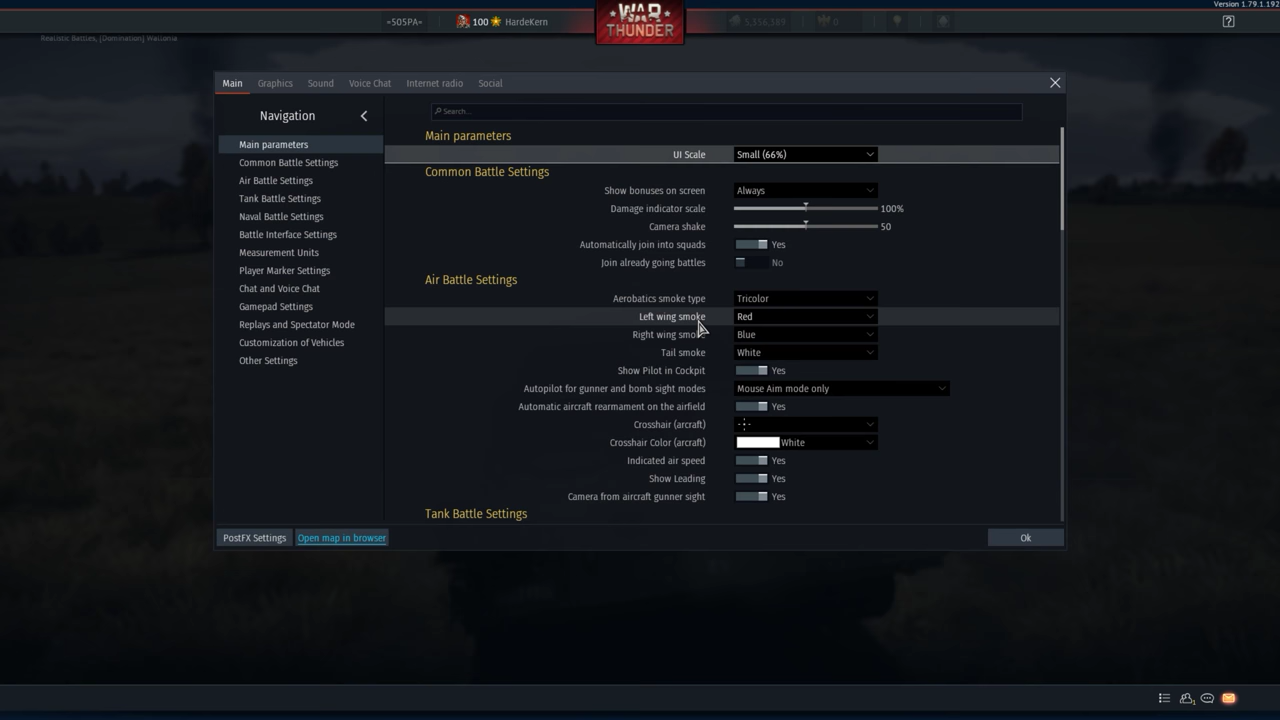 Version 1.79.1.192
=505PA=
100 HardeKern
WAR THUNDER
5,556,389
0
Realistic Battles, [Domination] Wallonia
Main Graphics Sound Voice Chat Internet radio Social
Navigation
Main parameters
Common Battle Settings
Air Battle Settings
Tank Battle Settings
Naval Battle Settings
Battle Interface Settings
Measurement Units
Player Marker Settings
Chat and Voice Chat
Gamepad Settings
Replays and Spectator Mode
Customization of Vehicles
Other Settings
Search...
Main parameters
UI Scale Small (66%)
Common Battle Settings
Show bonuses on screen Always
Damage indicator scale 100%
Camera shake 50
Automatically join into squads Yes
Join already going battles No
Air Battle Settings
Aerobatics smoke type Tricolor
Left wing smoke Red
Right wing smoke Blue
Tail smoke White
Show Pilot in Cockpit Yes
Autopilot for gunner and bomb sight modes Mouse Aim mode only
Automatic aircraft rearmament on the airfield Yes
Crosshair (arcraft)
Crosshair Color (arcraft) White
Indicated air speed Yes
Show Leading Yes
Camera from aircraft gunner sight Yes
Tank Battle Settings
PostFX Settings Open map in browser Ok
1